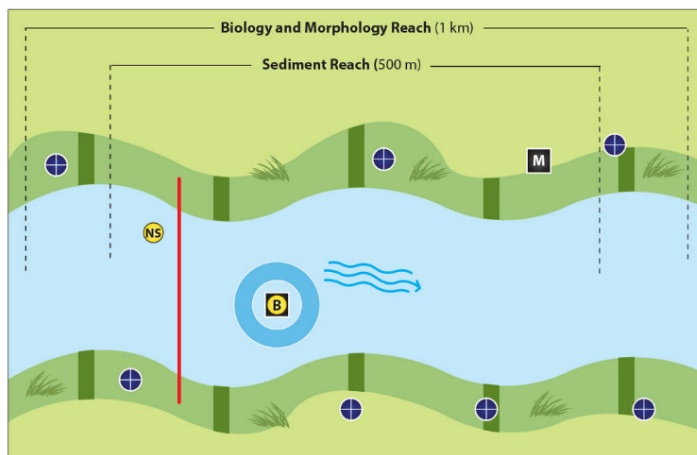 Biology and Morphology Reach (1 km)
Sediment Reach (500 m)
M
NS
B